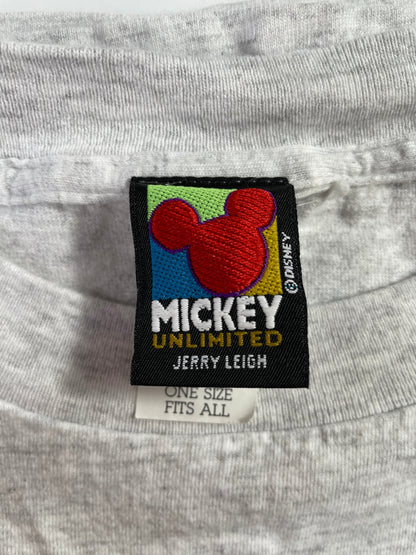 MICKEY
UNLIMITED
JERRY LEIGH
© DISNEY
ONE SIZE
FITS ALL